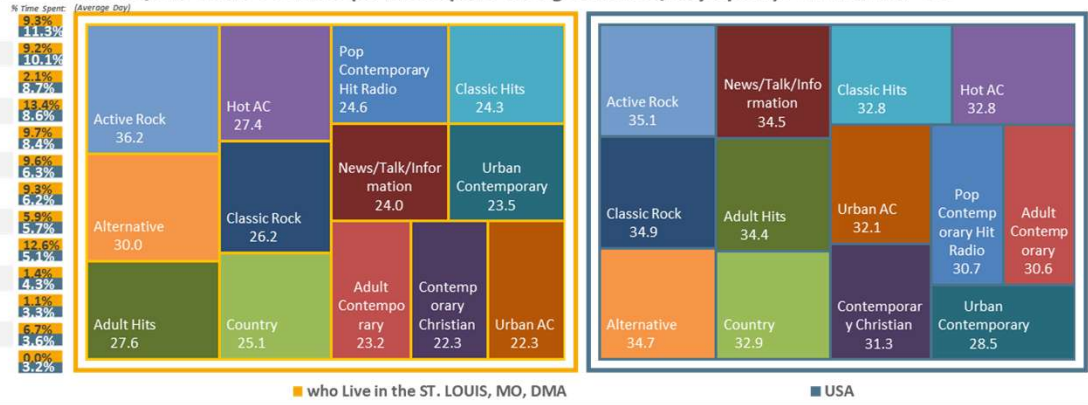 % Time Spent: (Average Day)
9.3%
11.3%
9.2%
10.1%
2.1%
8.7%
13.4%
8.6%
9.7%
8.4%
9.6%
6.3%
9.3%
6.2%
5.9%
5.7%
12.6%
5.1%
1.4%
4.3%
1.1%
3.3%
6.7%
3.6%
0.0%
3.2%
Active Rock
36.2
Alternative
30.0
Adult Hits
27.6
Hot AC
27.4
Classic Rock
26.2
Country
25.1
Pop
Contemporary
Hit Radio
24.6
Classic Hits
24.3
News/Talk/Infor
mation
24.0
Urban
Contemporary
23.5
Adult
Contempo
rary
23.2
Contemp
orary
Christian
22.3
Urban AC
22.3
Active Rock
35.1
Classic Rock
34.9
Alternative
34.7
News/Talk/Info
rmation
34.5
Adult Hits
34.4
Country
32.9
Classic Hits
32.8
Hot AC
32.8
Urban AC
32.1
Contemporar
y Christian
31.3
Pop
Contemp
orary Hit
Radio
30.7
Adult
Contemp
orary
30.6
Urban
Contemporary
28.5
who Live in the ST. LOUIS, MO, DMA
USA